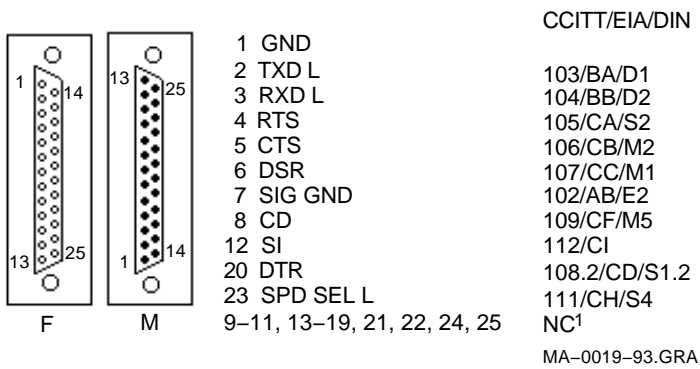 CCITT/EIA/DIN
1 GND
2 TXD L 103/BA/D1
3 RXD L 104/BB/D2
4 RTS 105/CA/S2
5 CTS 106/CB/M2
6 DSR 107/CC/M1
7 SIG GND 102/AB/E2
8 CD 109/CF/M5
12 SI 112/CI
20 DTR 108.2/CD/S1.2
23 SPD SEL L 111/CH/S4
9–11, 13–19, 21, 22, 24, 25 NC¹
1 14
13 25
F
13 25
1 14
M
MA–0019–93.GRA